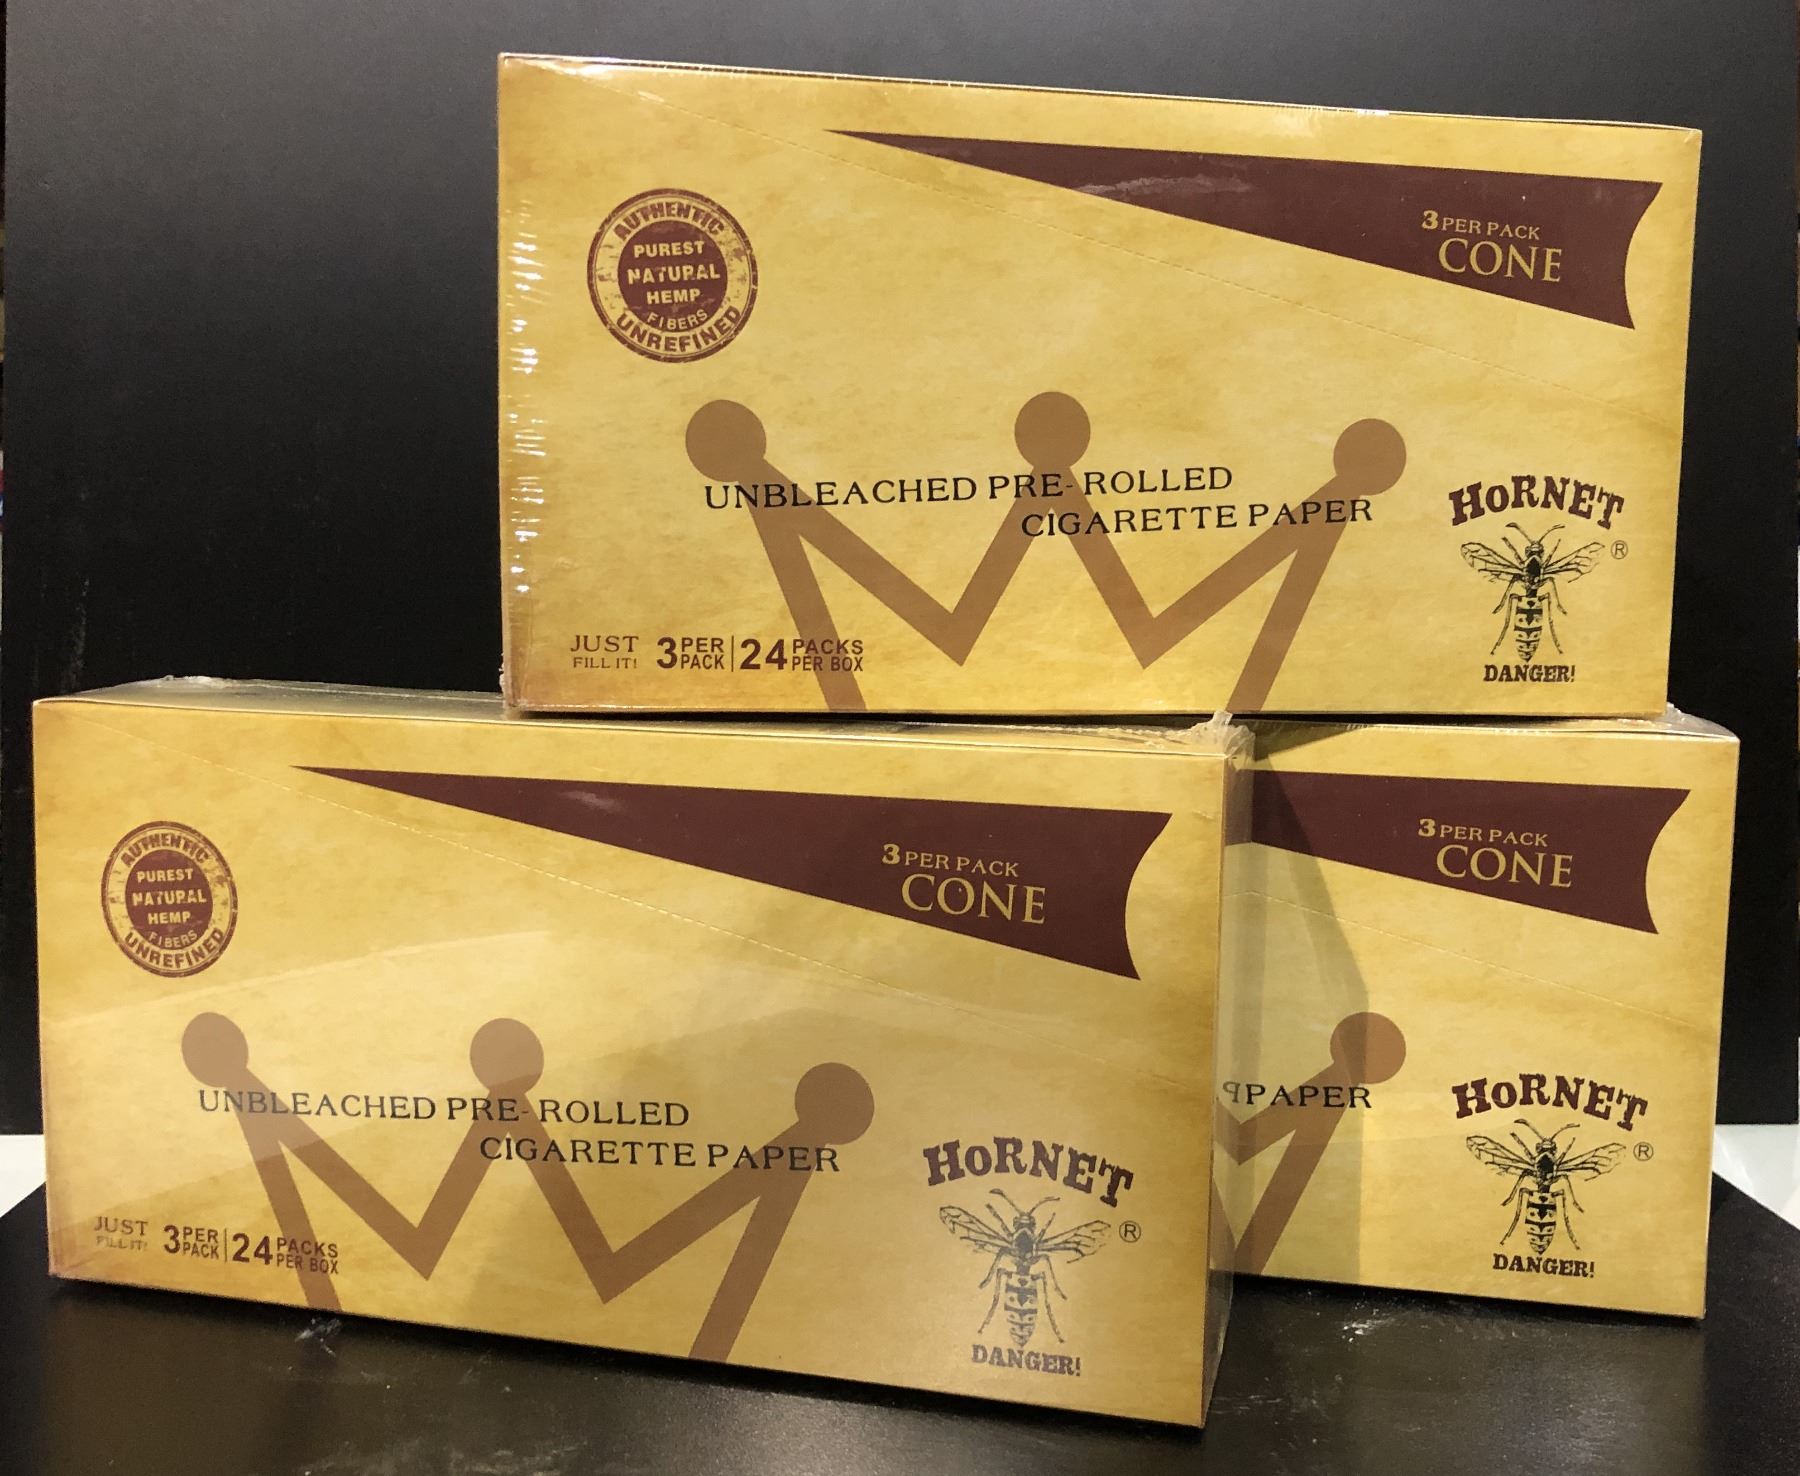 AUTHENTIC
PUREST
NATURAL
HEMP
FIBERS
UNREFINED
3 PER PACK
CONE
UNBLEACHED PRE-ROLLED
CIGARETTE PAPER
HORNET
®
DANGER!
JUST
FILL IT!
3 PER
PACK
24 PACKS
PER BOX
AUTHENTIC
PUREST
NATURAL
HEMP
FIBERS
UNREFINED
3 PER PACK
CONE
UNBLEACHED PRE-ROLLED
CIGARETTE PAPER
HORNET
®
DANGER!
JUST
FILL IT!
3 PER
PACK
24 PACKS
PER BOX
3 PER PACK
CONE
PAPER
HORNET
®
DANGER!